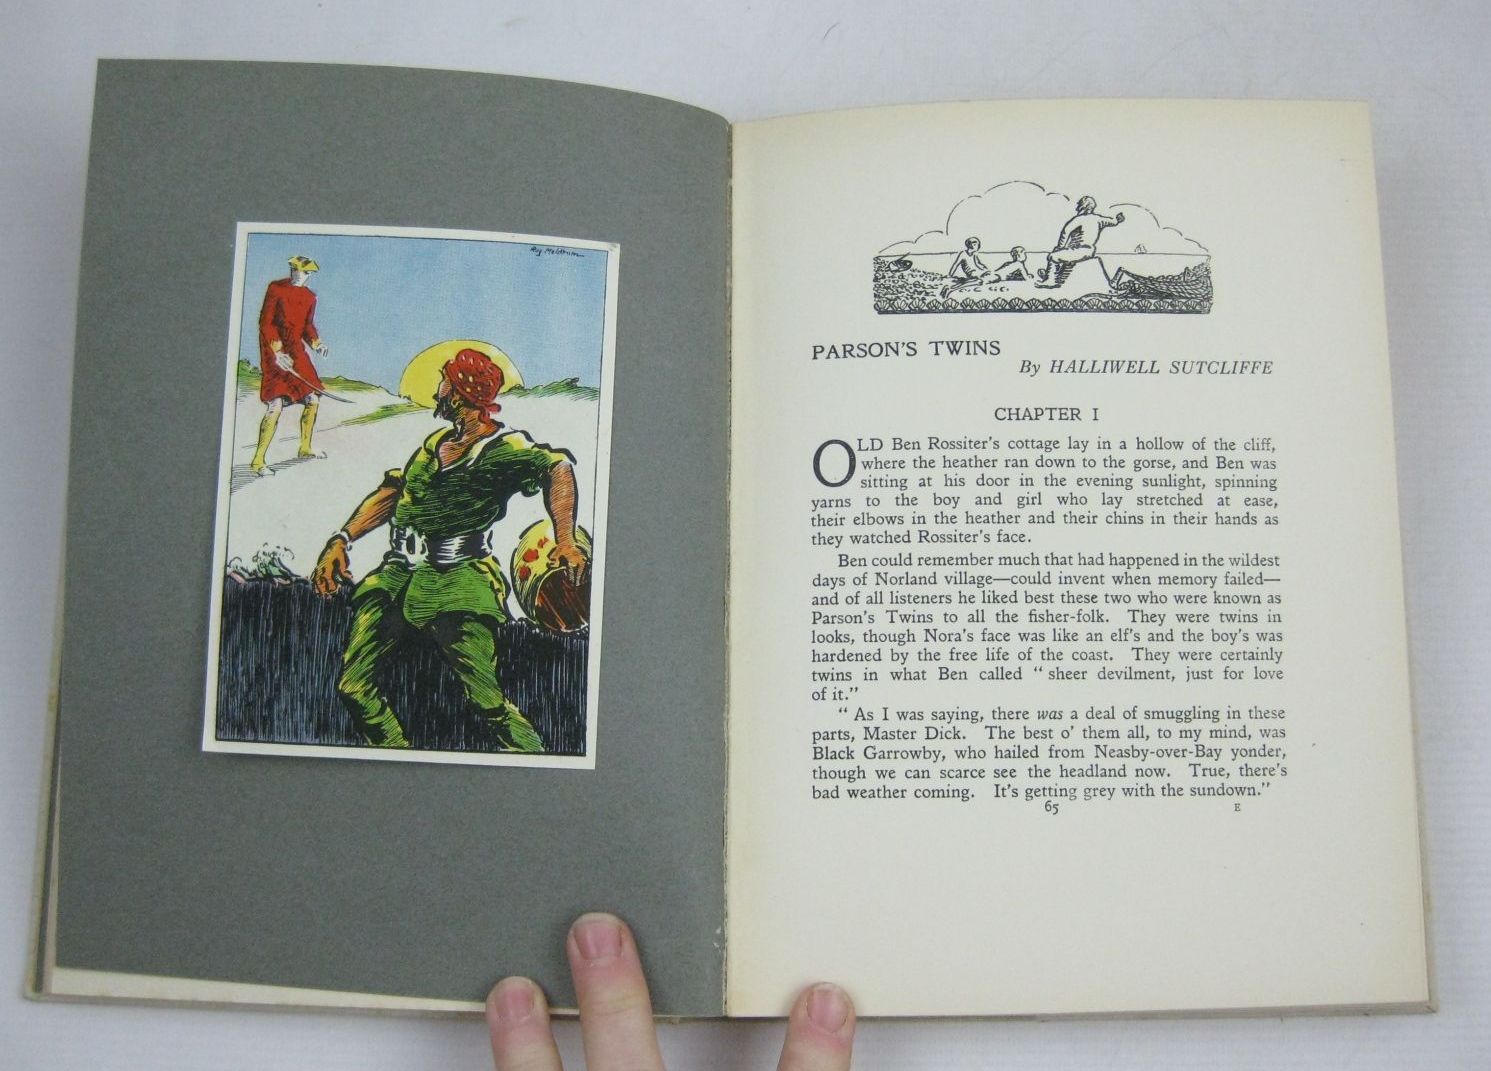 PARSON'S TWINS
By HALLIWELL SUTCLIFFE
CHAPTER I
OLD Ben Rossiter's cottage lay in a hollow of the cliff,
where the heather ran down to the gorse, and Ben was
sitting at his door in the evening sunlight, spinning
yarns to the boy and girl who lay stretched at ease,
their elbows in the heather and their chins in their hands as
they watched Rossiter's face.
Ben could remember much that had happened in the wildest
days of Norland village—could invent when memory failed—
and of all listeners he liked best these two who were known as
Parson's Twins to all the fisher-folk. They were twins in
looks, though Nora's face was like an elf's and the boy's was
hardened by the free life of the coast. They were certainly
twins in what Ben called “ sheer devilment, just for love
of it.”
“ As I was saying, there was a deal of smuggling in these
parts, Master Dick. The best o' them all, to my mind, was
Black Garrowby, who hailed from Neasby-over-Bay yonder,
though we can scarce see the headland now. True, there's
bad weather coming. It's getting grey with the sundown.”
65 E